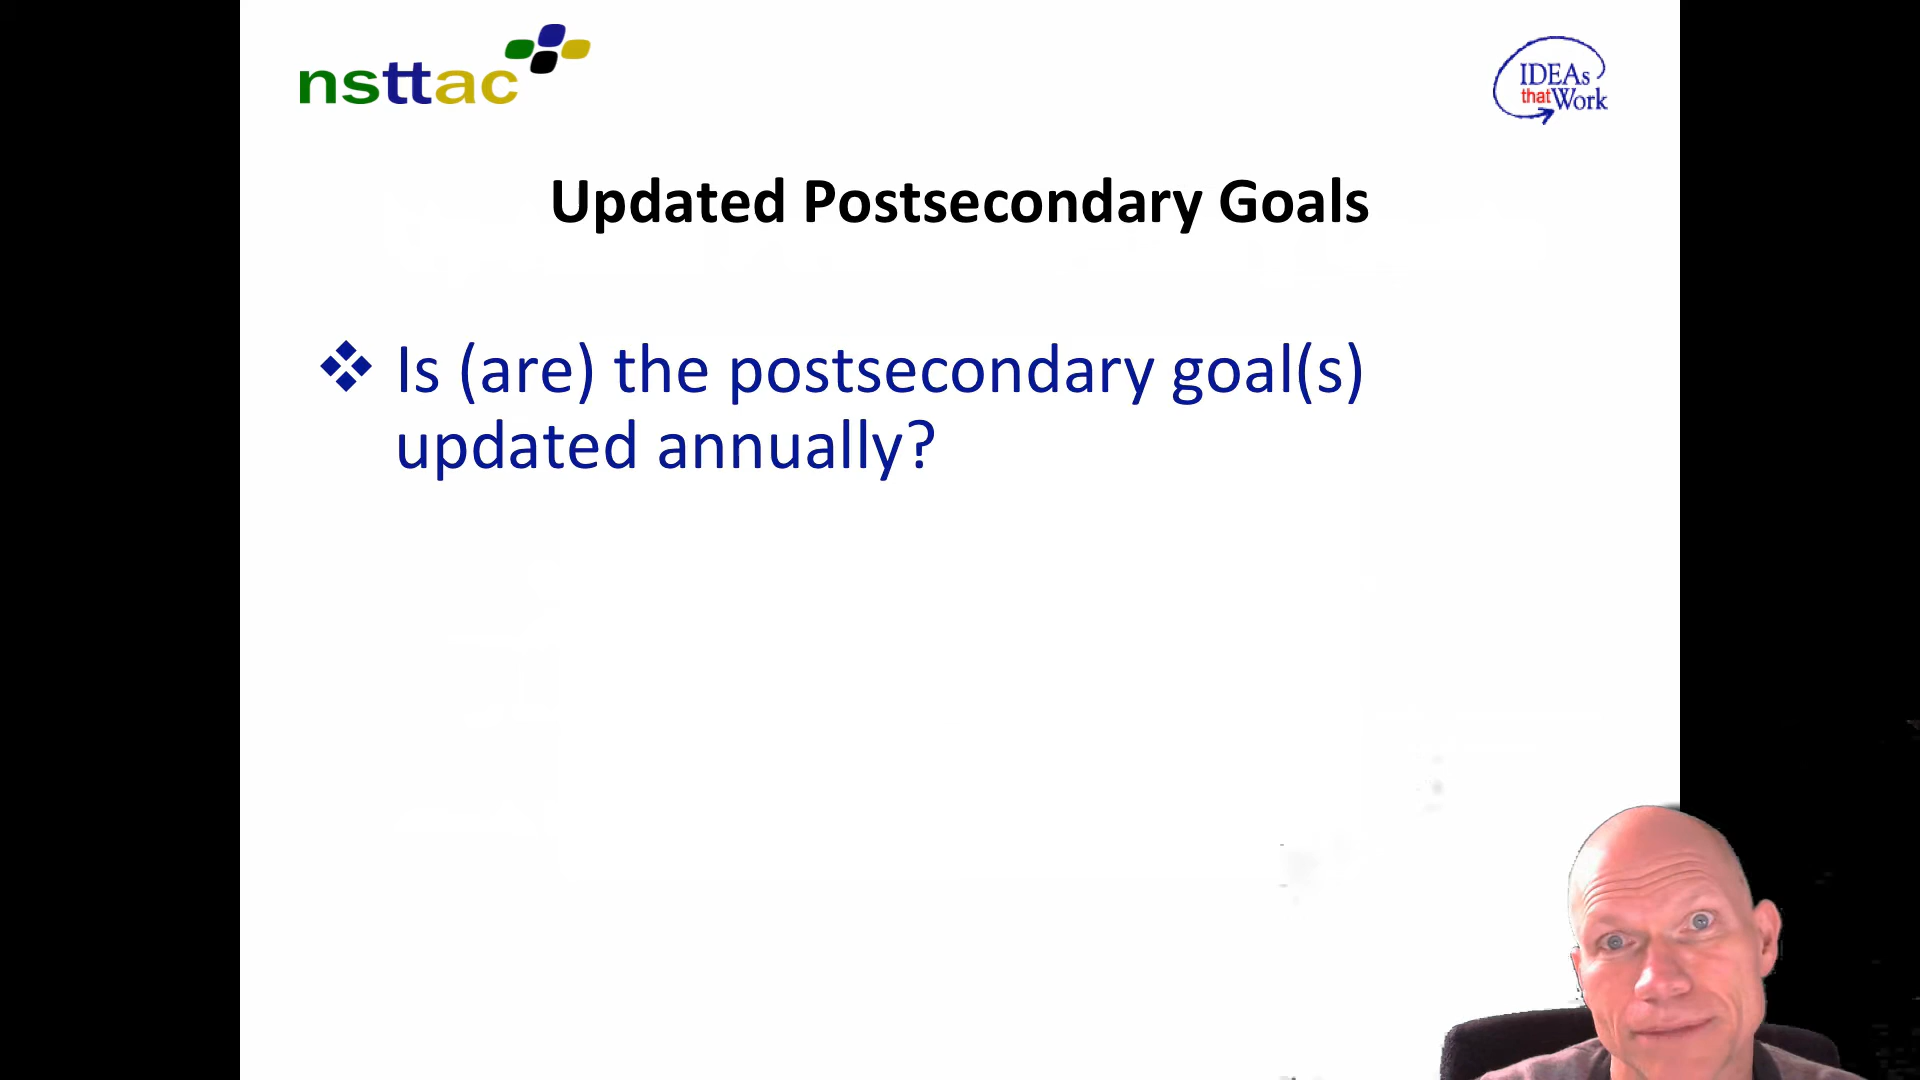 nsttac
IDEAs
that Work
Updated Postsecondary Goals
❖ Is (are) the postsecondary goal(s)
updated annually?